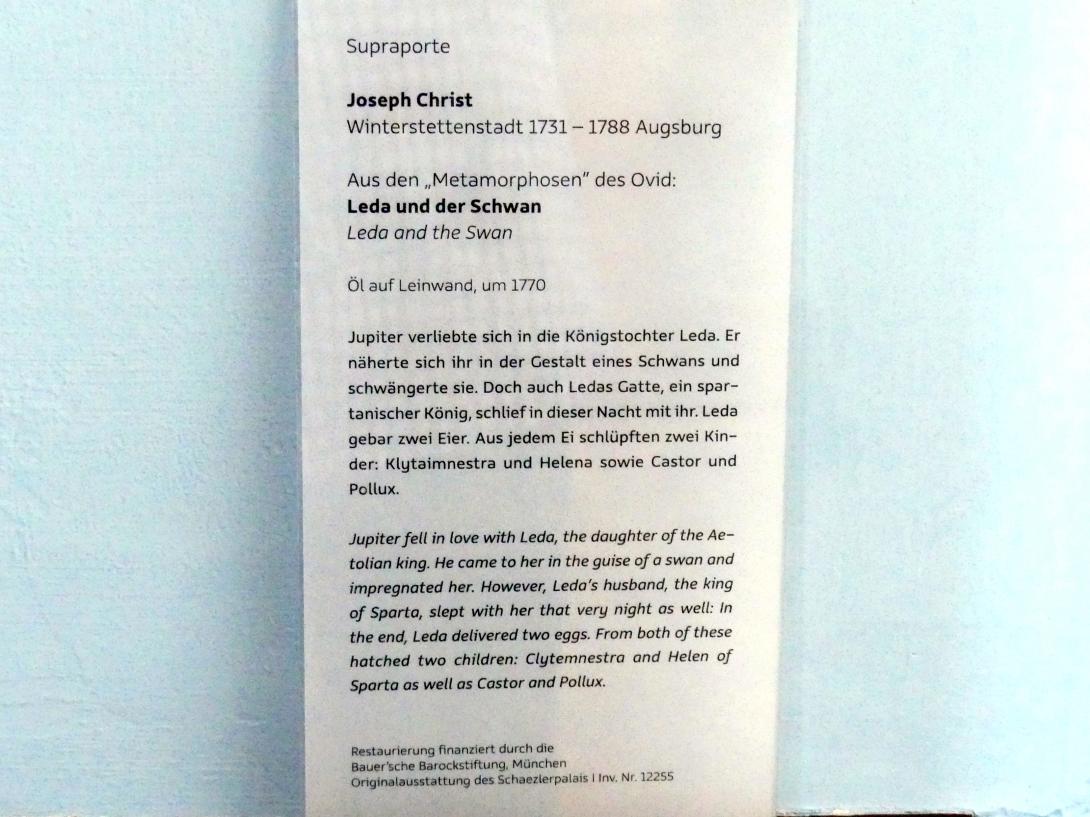 Supraporte
Joseph Christ
Winterstettenstadt 1731 – 1788 Augsburg
Aus den „Metamorphosen“ des Ovid:
Leda und der Schwan
Leda and the Swan
Öl auf Leinwand, um 1770
Jupiter verliebte sich in die Königstochter Leda. Er
näherte sich ihr in der Gestalt eines Schwans und
schwängerte sie. Doch auch Ledas Gatte, ein spar-
tanischer König, schlief in dieser Nacht mit ihr. Leda
gebar zwei Eier. Aus jedem Ei schlüpften zwei Kin-
der: Klytaimnestra und Helena sowie Castor und
Pollux.
Jupiter fell in love with Leda, the daughter of the Ae-
tolian king. He came to her in the guise of a swan and
impregnated her. However, Leda's husband, the king
of Sparta, slept with her that very night as well: In
the end, Leda delivered two eggs. From both of these
hatched two children: Clytemnestra and Helen of
Sparta as well as Castor and Pollux.
Restaurierung finanziert durch die
Bauer'sche Barockstiftung, München
Originalausstattung des Schaezlerpalais I Inv. Nr. 12255